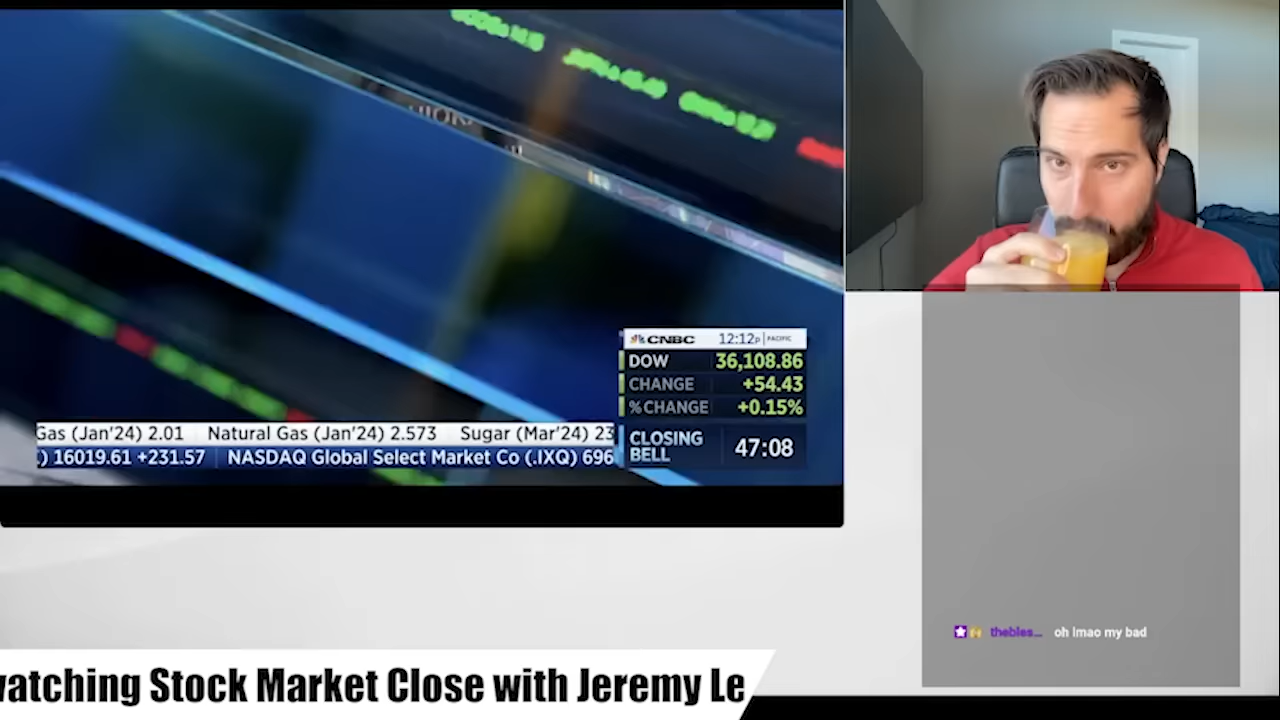 CNBC 12:12p PACIFIC
DOW 36,108.86
CHANGE +54.43
% CHANGE +0.15%
Gas (Jan'24) 2.01 Natural Gas (Jan'24) 2.573 Sugar (Mar'24) 23
) 16019.61 +231.57 NASDAQ Global Select Market Co (.IXQ) 696
CLOSING
BELL
47:08
thebles... oh lmao my bad
watching Stock Market Close with Jeremy Le